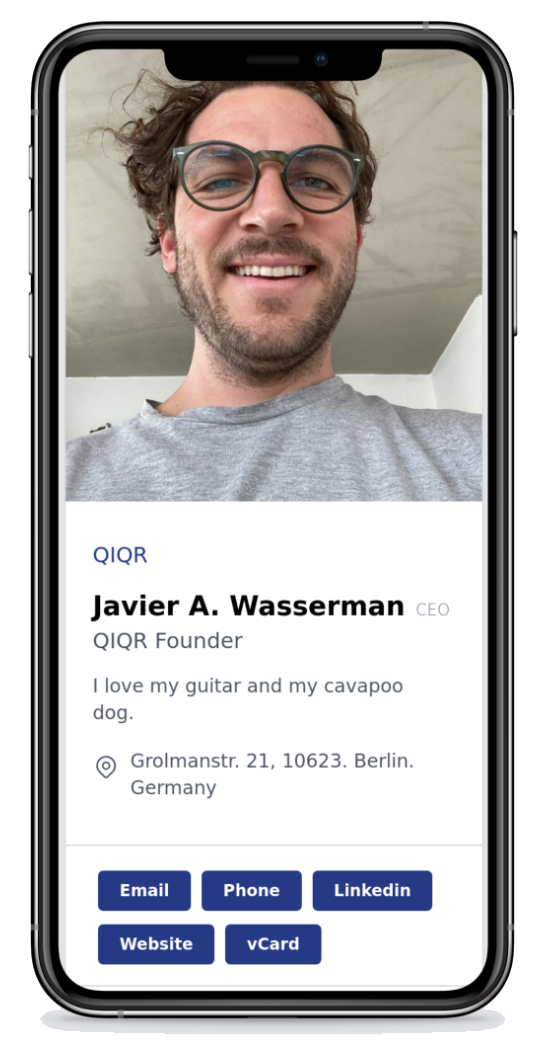 QIQR
Javier A. Wasserman CEO
QIQR Founder
I love my guitar and my cavapoo
dog.
Grolmanstr. 21, 10623. Berlin.
Germany
Email Phone Linkedin
Website vCard